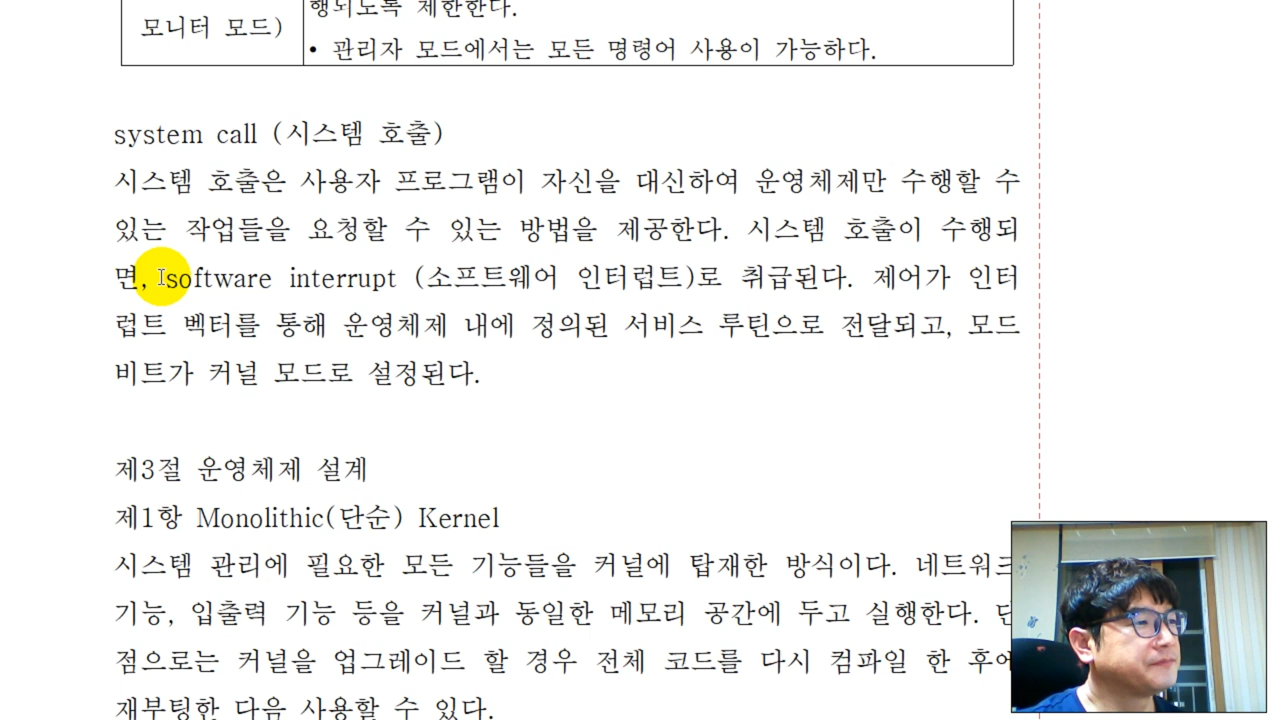 행되도록 제한한다.
모니터 모드)
• 관리자 모드에서는 모든 명령어 사용이 가능하다.
system call (시스템 호출)
시스템 호출은 사용자 프로그램이 자신을 대신하여 운영체제만 수행할 수
있는 작업들을 요청할 수 있는 방법을 제공한다. 시스템 호출이 수행되
면, software interrupt (소프트웨어 인터럽트)로 취급된다. 제어가 인터
럽트 벡터를 통해 운영체제 내에 정의된 서비스 루틴으로 전달되고, 모드
비트가 커널 모드로 설정된다.
제3절 운영체제 설계
제1항 Monolithic(단순) Kernel
시스템 관리에 필요한 모든 기능들을 커널에 탑재한 방식이다. 네트워크
기능, 입출력 기능 등을 커널과 동일한 메모리 공간에 두고 실행한다. 단
점으로는 커널을 업그레이드 할 경우 전체 코드를 다시 컴파일 한 후에
재부팅한 다음 사용할 수 있다.